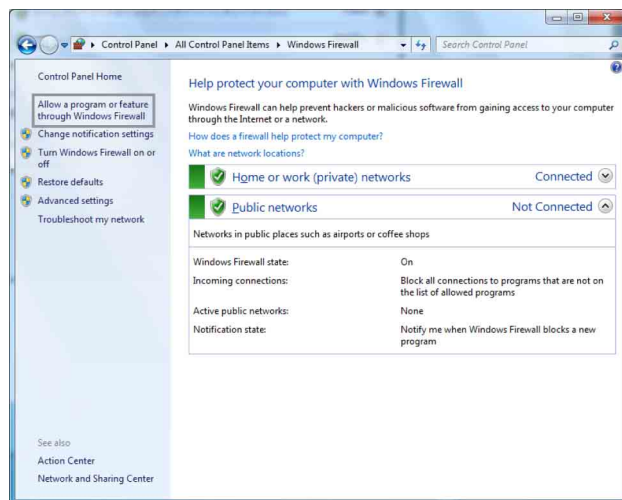 Control Panel ▸ All Control Panel Items ▸ Windows Firewall
Search Control Panel
Control Panel Home
Allow a program or feature
through Windows Firewall
Change notification settings
Turn Windows Firewall on or
off
Restore defaults
Advanced settings
Troubleshoot my network
See also
Action Center
Network and Sharing Center
Help protect your computer with Windows Firewall
Windows Firewall can help prevent hackers or malicious software from gaining access to your computer
through the Internet or a network.
How does a firewall help protect my computer?
What are network locations?
Home or work (private) networks Connected
Public networks Not Connected
Networks in public places such as airports or coffee shops
Windows Firewall state: On
Incoming connections: Block all connections to programs that are not on
the list of allowed programs
Active public networks: None
Notification state: Notify me when Windows Firewall blocks a new
program